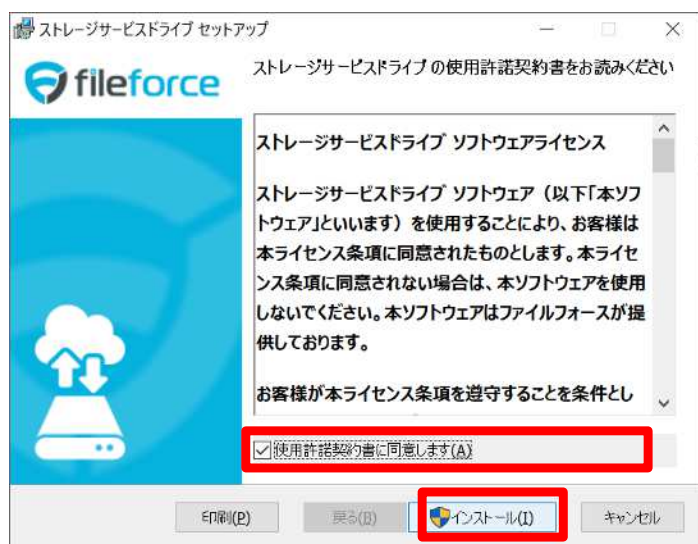 ストレージサービスドライブ セットアップ
fileforce
ストレージサービスドライブ の使用許諾契約書をお読みください
ストレージサービスドライブ ソフトウェアライセンス
ストレージサービスドライブ ソフトウェア（以下「本ソフ
トウェア」といいます）を使用することにより、お客様は
本ライセンス条項に同意されたものとします。本ライセ
ンス条項に同意されない場合は、本ソフトウェアを使用
しないでください。本ソフトウェアはファイルフォースが提
供しております。
お客様が本ライセンス条項を遵守することを条件とし
使用許諾契約書に同意します(A)
印刷(P)
戻る(B)
インストール(I)
キャンセル